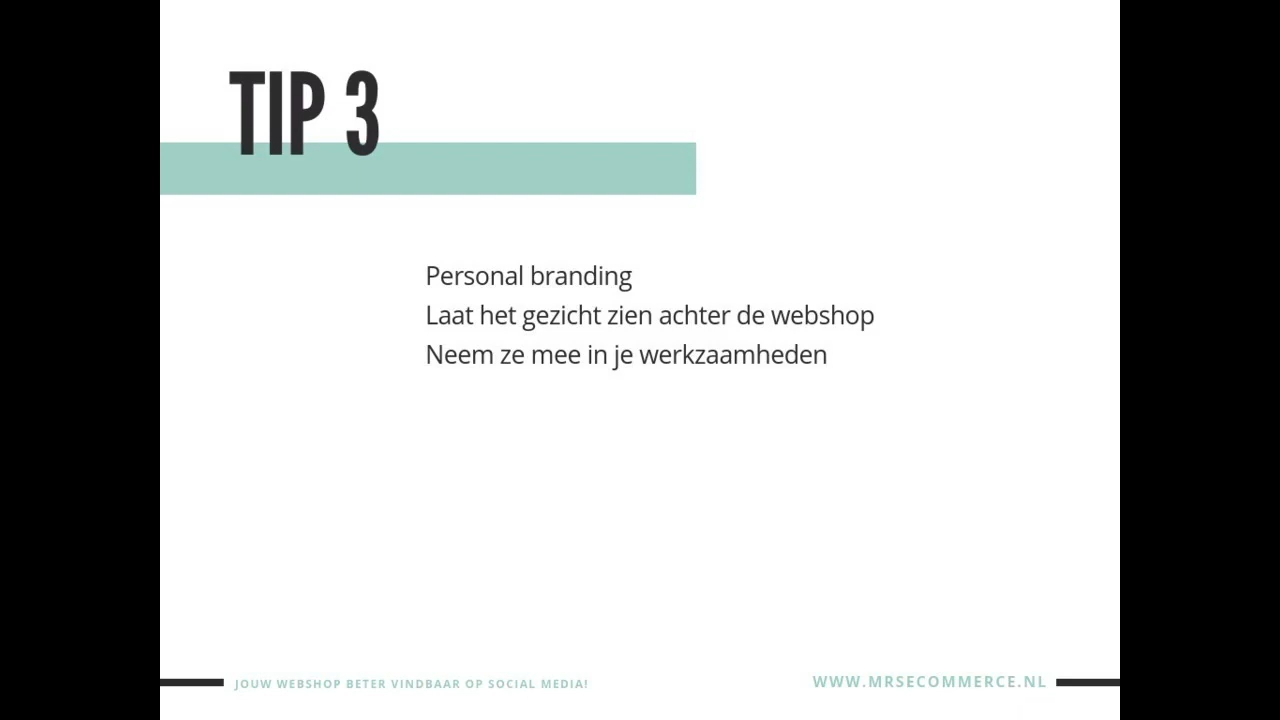 TIP 3
Personal branding
Laat het gezicht zien achter de webshop
Neem ze mee in je werkzaamheden
JOUW WEBSHOP BETER VINDBAAR OP SOCIAL MEDIA!
WWW.MRSECOMMERCE.NL